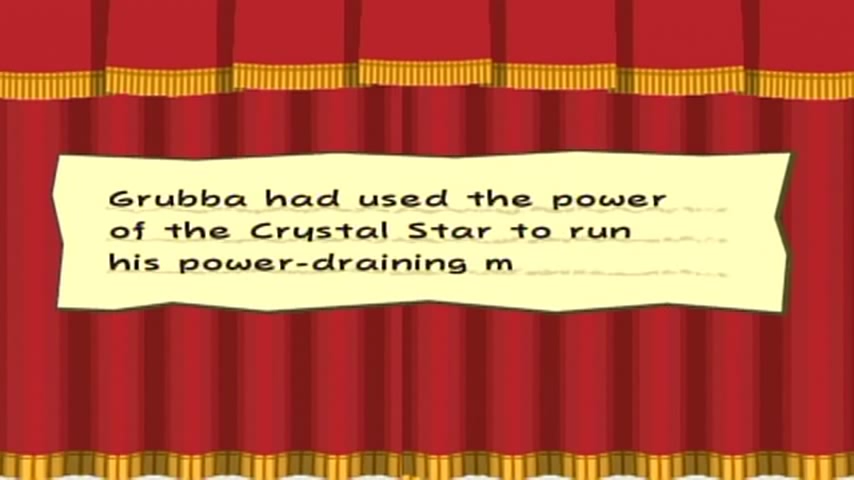 Grubba had used the power
of the Crystal Star to run
his power-draining m